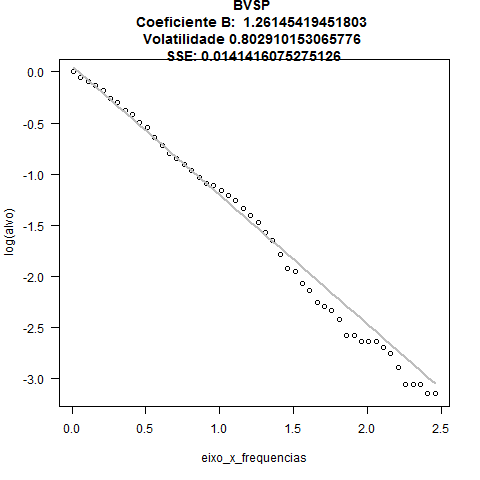 BVSP
Coeficiente B:  1.26145419451803
Volatilidade 0.802910153065776
SSE: 0.0141416075275126
0.0
-0.5
-1.0
-1.5
-2.0
-2.5
-3.0
log(alvo)
0.0 0.5 1.0 1.5 2.0 2.5
eixo_x_frequencias